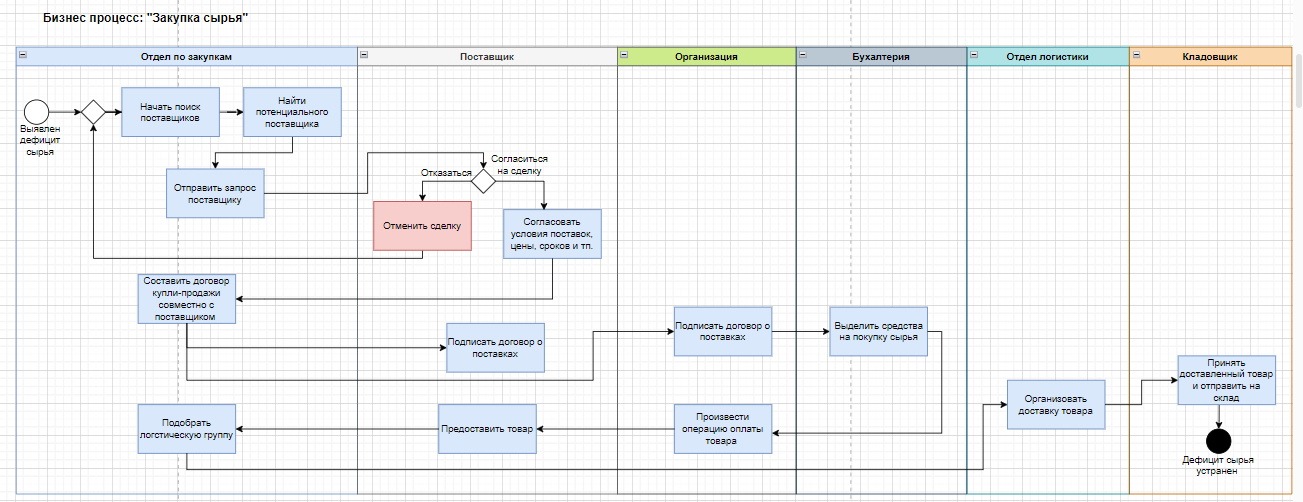 Бизнес процесс: "Закупка сырья"
Отдел по закупкам
Поставщик
Организация
Бухгалтерия
Отдел логистики
Кладовщик
Выявлен
дефицит
сырья
Начать поиск
поставщиков
Найти
потенциального
поставщика
Отправить запрос
поставщику
Отказаться
Согласиться
на сделку
Отменить сделку
Согласовать
условия поставок,
цены, сроков и тп.
Составить договор
купли-продажи
совместно с
поставщиком
Подписать договор о
поставках
Подписать договор о
поставках
Выделить средства
на покупку сырья
Принять
доставленный товар
и отправить на
склад
Подобрать
логстическую группу
Предоставить товар
Произвести
операцию оплаты
товара
Организовать
доставку товара
Дефицит сырья
устранен